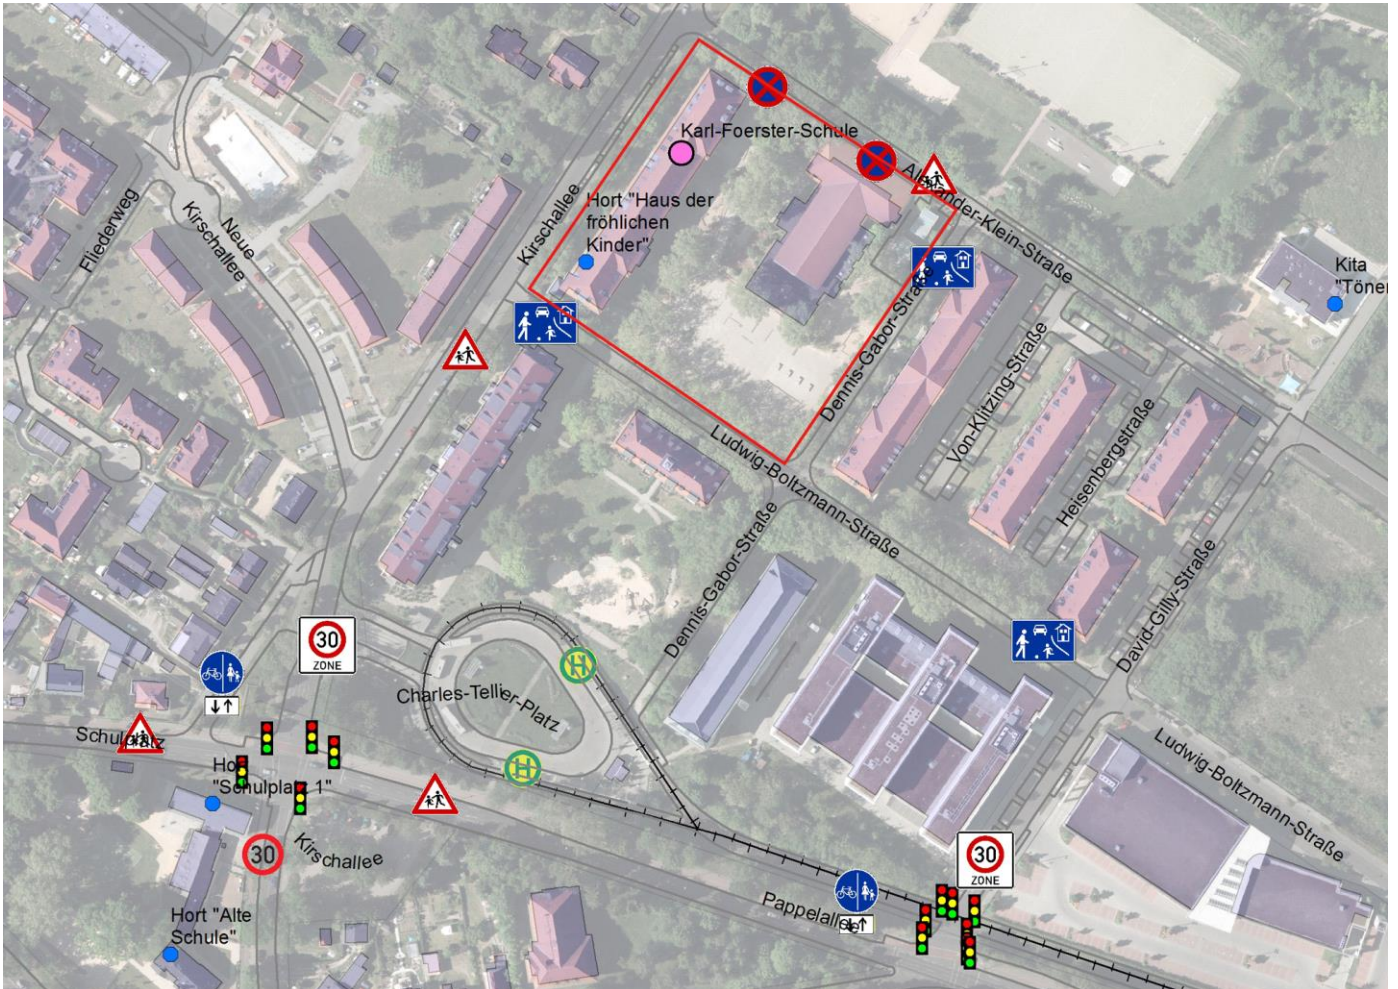 Karl-Foerster-Schule
Alexander-Klein-Straße
Hort "Haus der
fröhlichen
Kinder"
Kirschallee
Neue
Kirschallee
Fliederweg
Kita
"Töner
Dennis-Gabor-Straße
Von-Klitzing-Straße
Heisenbergstraße
Ludwig-Boltzmann-Straße
Dennis-Gabor-Straße
David-Gilly-Straße
30
ZONE
Charles-Tellier-Platz
H
H
Schulplatz
Hort
"Schulplatz 1"
30
Kirschallee
Ludwig-Boltzmann-Straße
30
ZONE
Pappelallee
Hort "Alte
Schule"